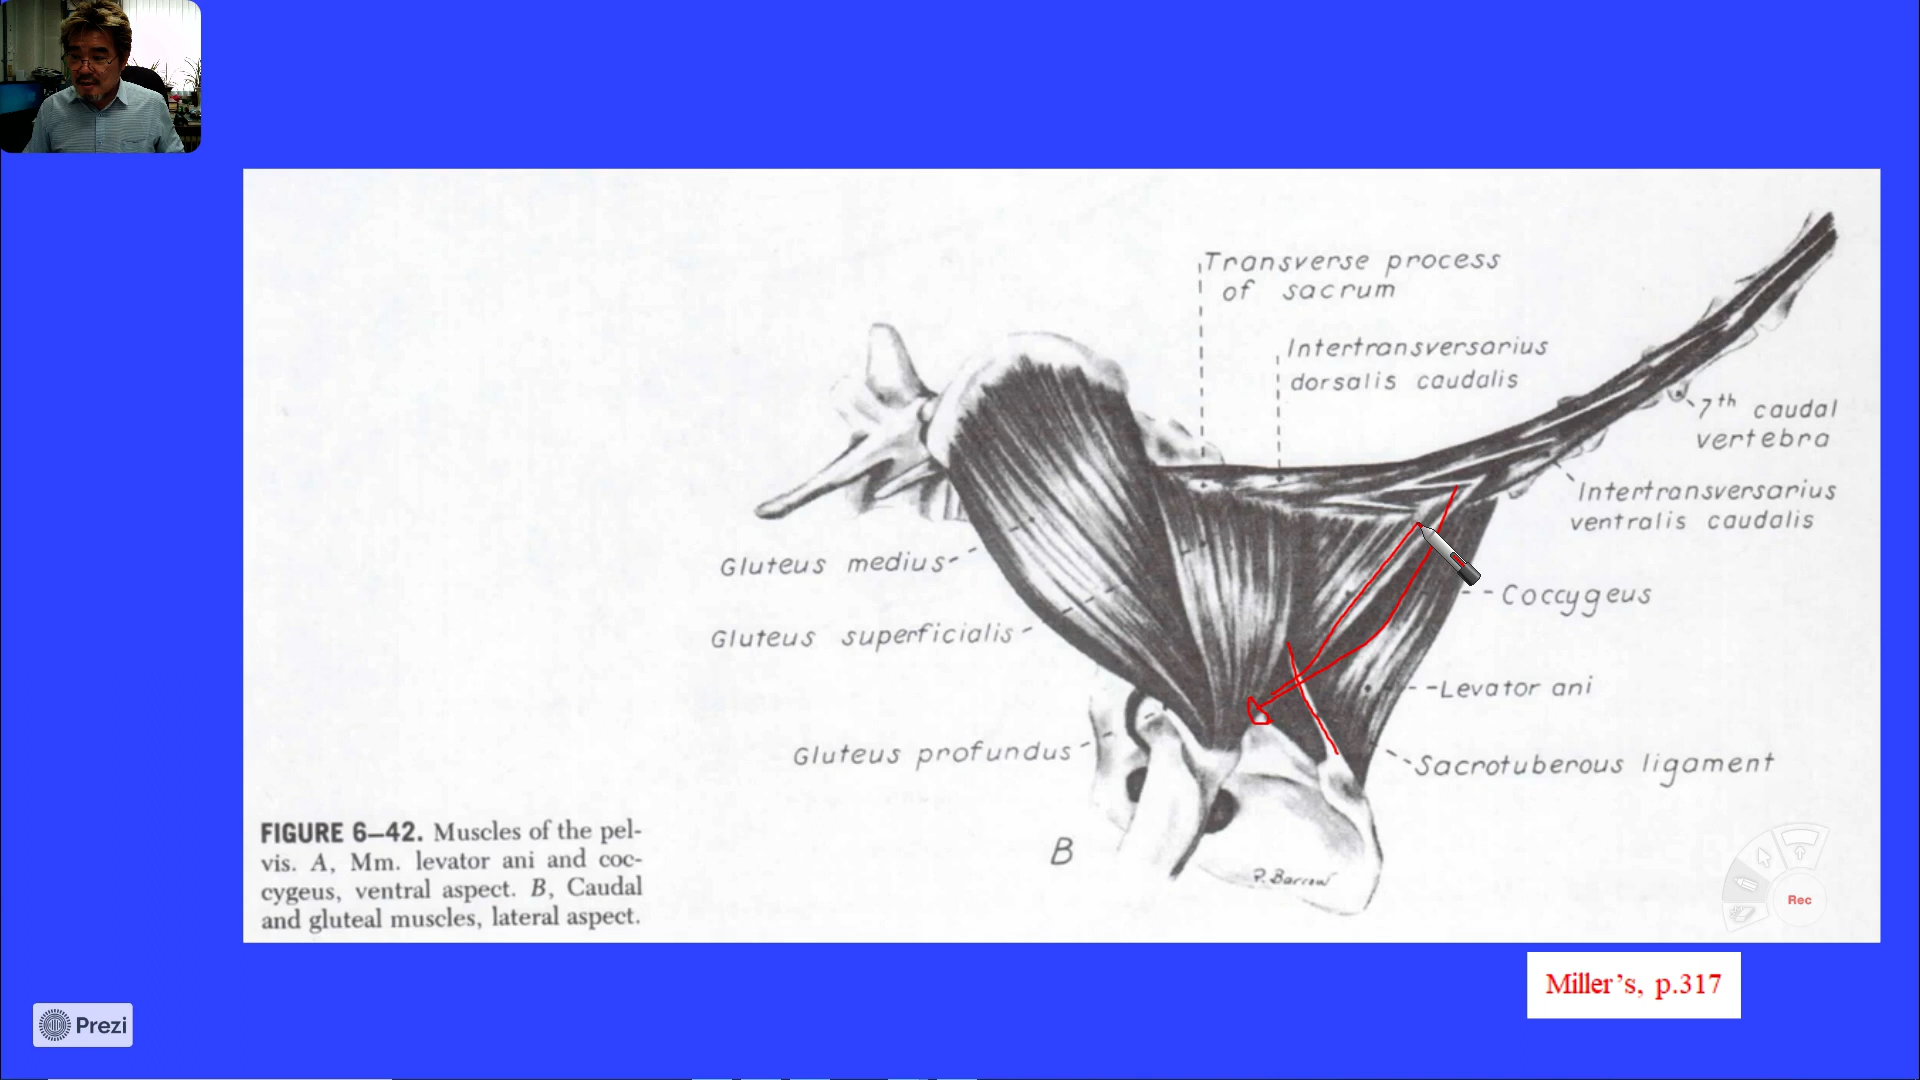 Transverse process
of sacrum
Intertransversarius
dorsalis caudalis
7th caudal
vertebra
Intertransversarius
ventralis caudalis
Gluteus medius
Coccygeus
Gluteus superficialis
Levator ani
Gluteus profundus
Sacrotuberous ligament
FIGURE 6–42. Muscles of the pel-
vis. A, Mm. levator ani and coc-
cygeus, ventral aspect. B, Caudal
and gluteal muscles, lateral aspect.
B
P. Barrow
Rec
Miller's, p.317
Prezi